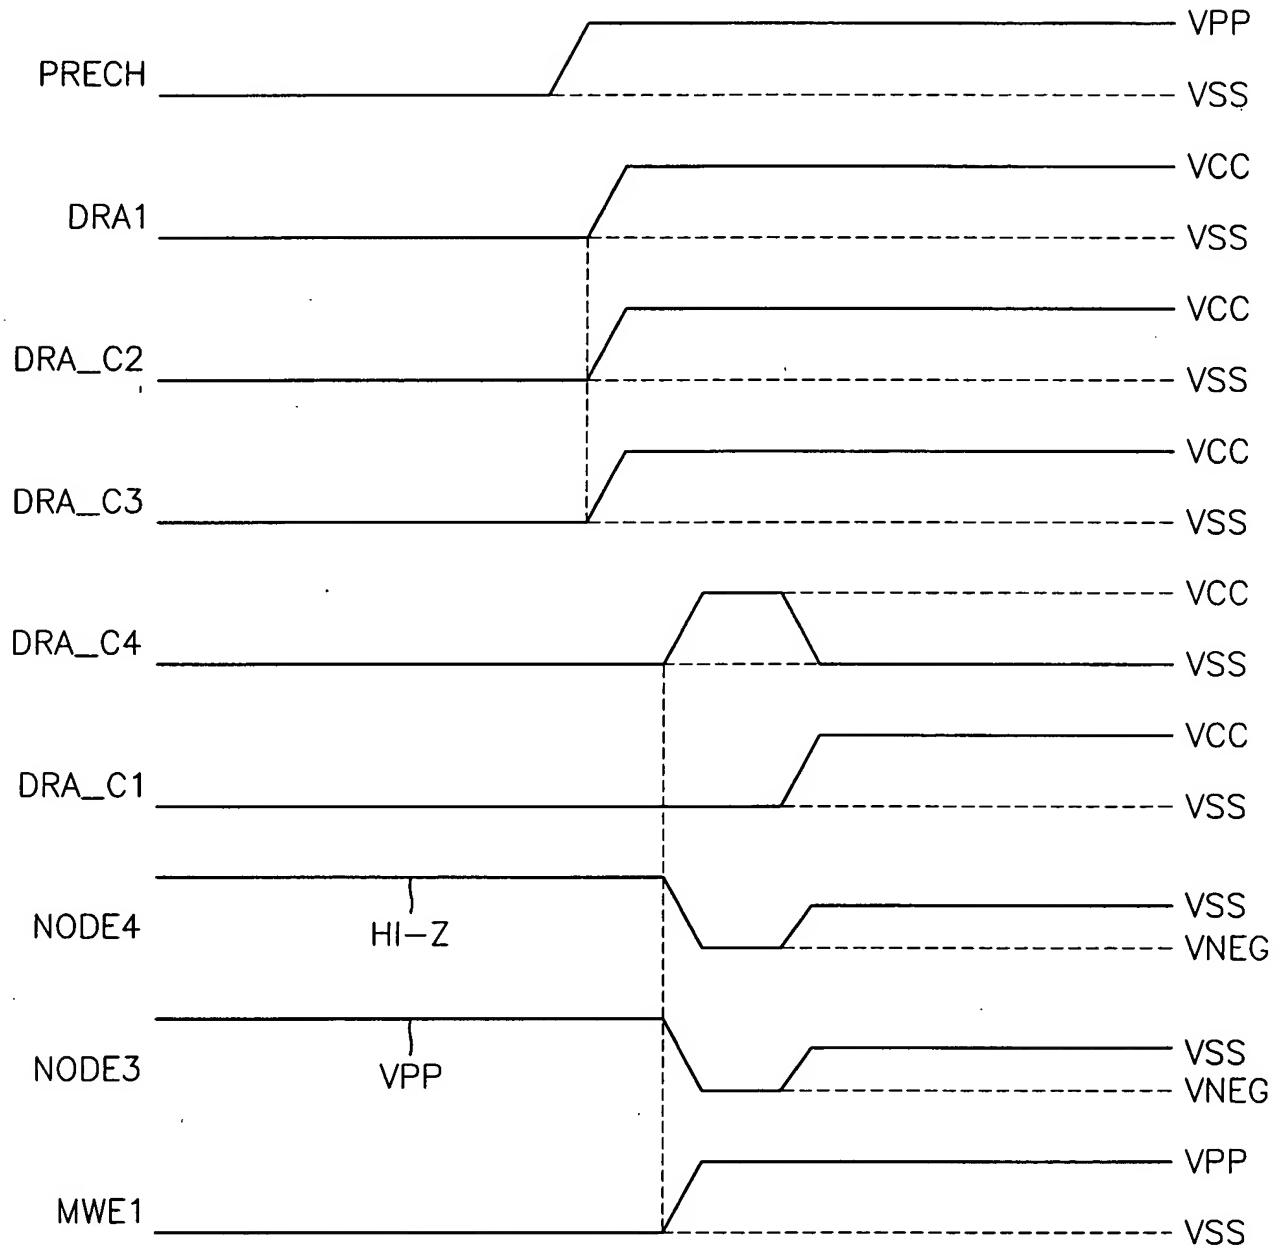 VPP
PRECH
VSS
VCC
DRA1
VSS
VCC
DRA_C2
VSS
VCC
DRA_C3
VSS
VCC
DRA_C4
VSS
VCC
DRA_C1
VSS
VSS
NODE4
HI-Z
VNEG
VSS
NODE3
VPP
VNEG
VPP
MWE1
VSS